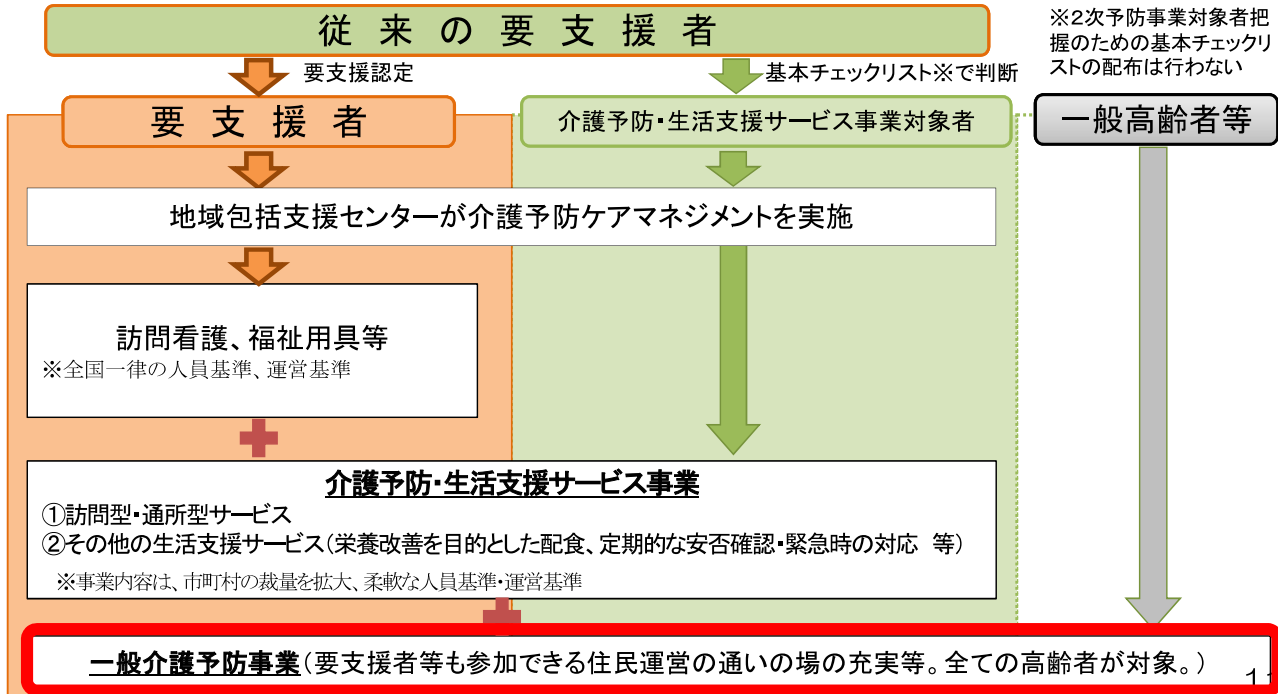 従来の要支援者
※２次予防事業対象者把
握のための基本チェックリ
ストの配布は行わない
要支援認定
基本チェックリスト※で判断
要支援者
介護予防・生活支援サービス事業対象者
一般高齢者等
地域包括支援センターが介護予防ケアマネジメントを実施
訪問看護、福祉用具等
※全国一律の人員基準、運営基準
介護予防・生活支援サービス事業
①訪問型・通所型サービス
②その他の生活支援サービス（栄養改善を目的とした配食、定期的な安否確認・緊急時の対応　等）
※事業内容は、市町村の裁量を拡大、柔軟な人員基準・運営基準
一般介護予防事業（要支援者等も参加できる住民運営の通いの場の充実等。全ての高齢者が対象。）